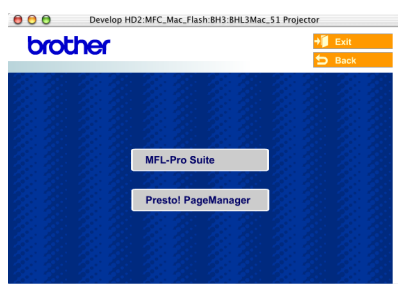 Develop HD2:MFC_Mac_Flash:BH3:BHL3Mac_51 Projector
brother
Exit
Back
MFL-Pro Suite
Presto! PageManager